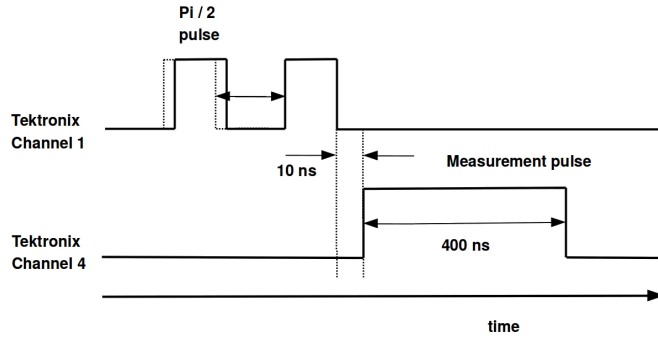 Pi / 2
pulse
Tektronix
Channel 1
10 ns
Measurement pulse
Tektronix
Channel 4
400 ns
time